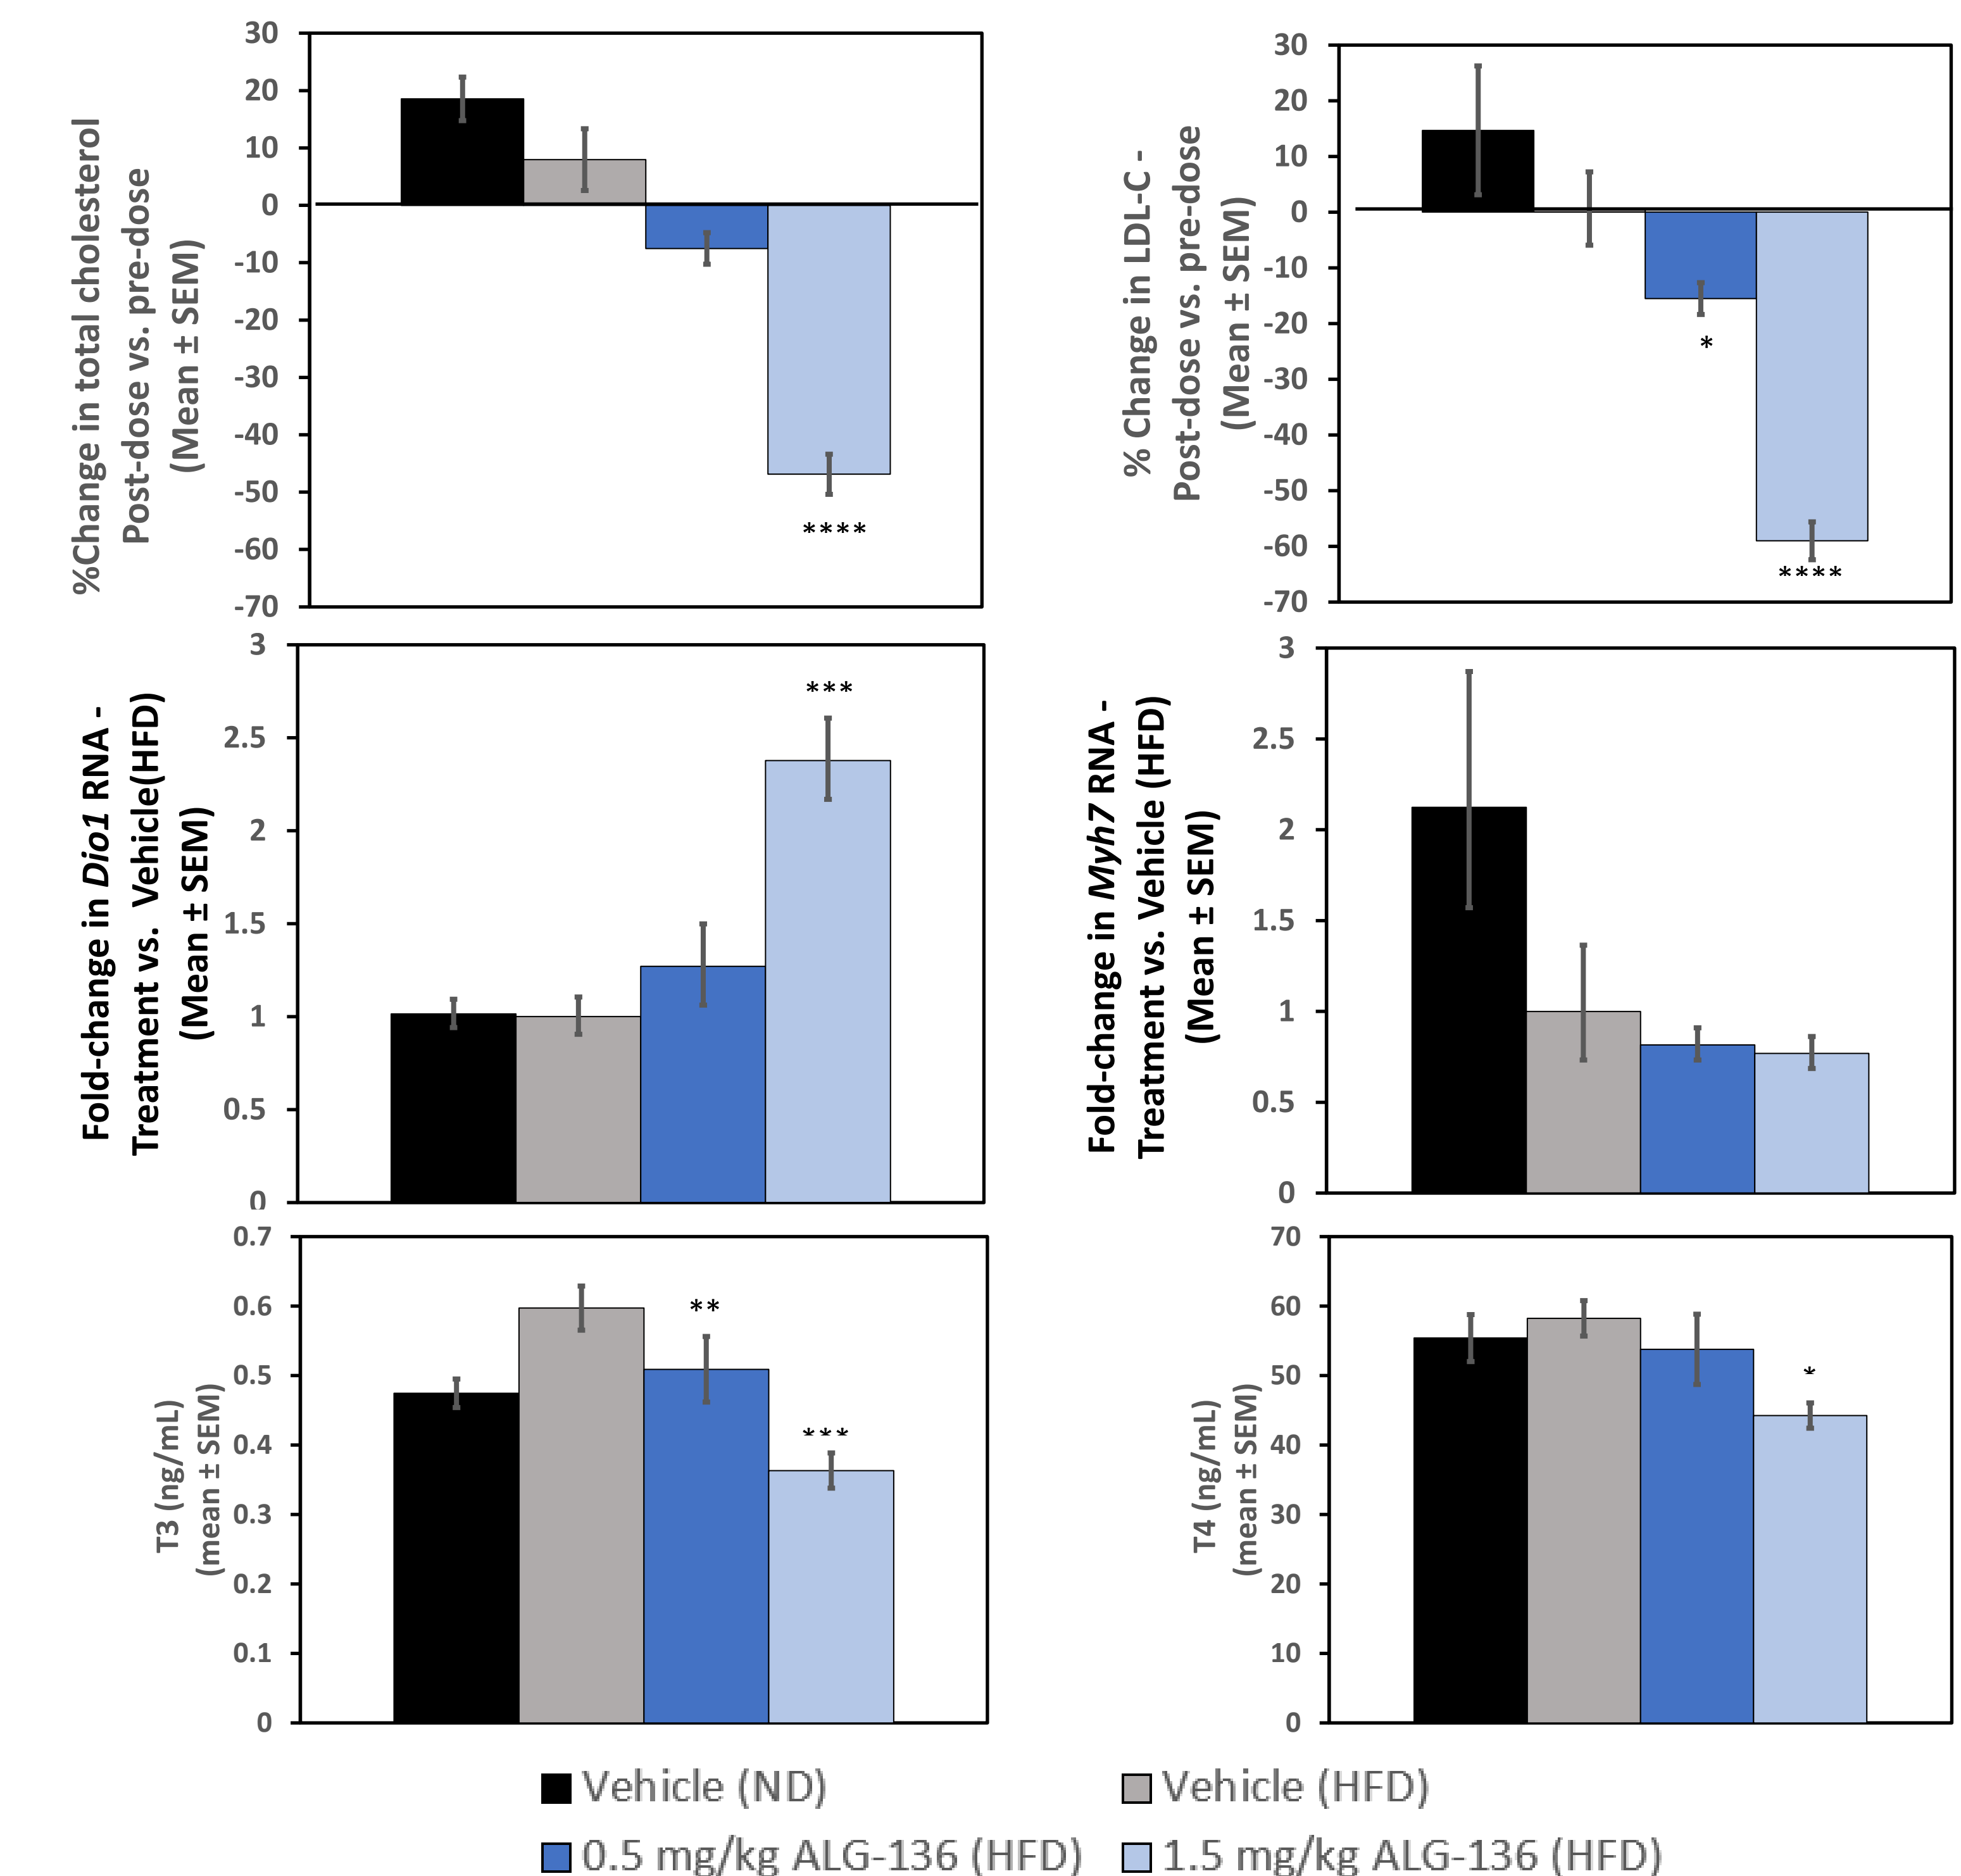 %Change in total cholesterol
Post-dose vs. pre-dose
(Mean ± SEM)
30
20
10
0
-10
-20
-30
-40
-50
-60
-70
****
% Change in LDL-C -
Post-dose vs. pre-dose
(Mean ± SEM)
30
20
10
0
-10
-20
-30
-40
-50
-60
-70
*
****
Fold-change in Dio1 RNA -
Treatment vs. Vehicle(HFD)
(Mean ± SEM)
3
2.5
2
1.5
1
0.5
0
***
Fold-change in Myh7 RNA -
Treatment vs. Vehicle (HFD)
(Mean ± SEM)
3
2.5
2
1.5
1
0.5
0
T3 (ng/mL)
(mean ± SEM)
0.7
0.6
0.5
0.4
0.3
0.2
0.1
0
**
***
T4 (ng/mL)
(mean ± SEM)
70
60
50
40
30
20
10
0
*
Vehicle (ND)
Vehicle (HFD)
0.5 mg/kg ALG-136 (HFD)
1.5 mg/kg ALG-136 (HFD)